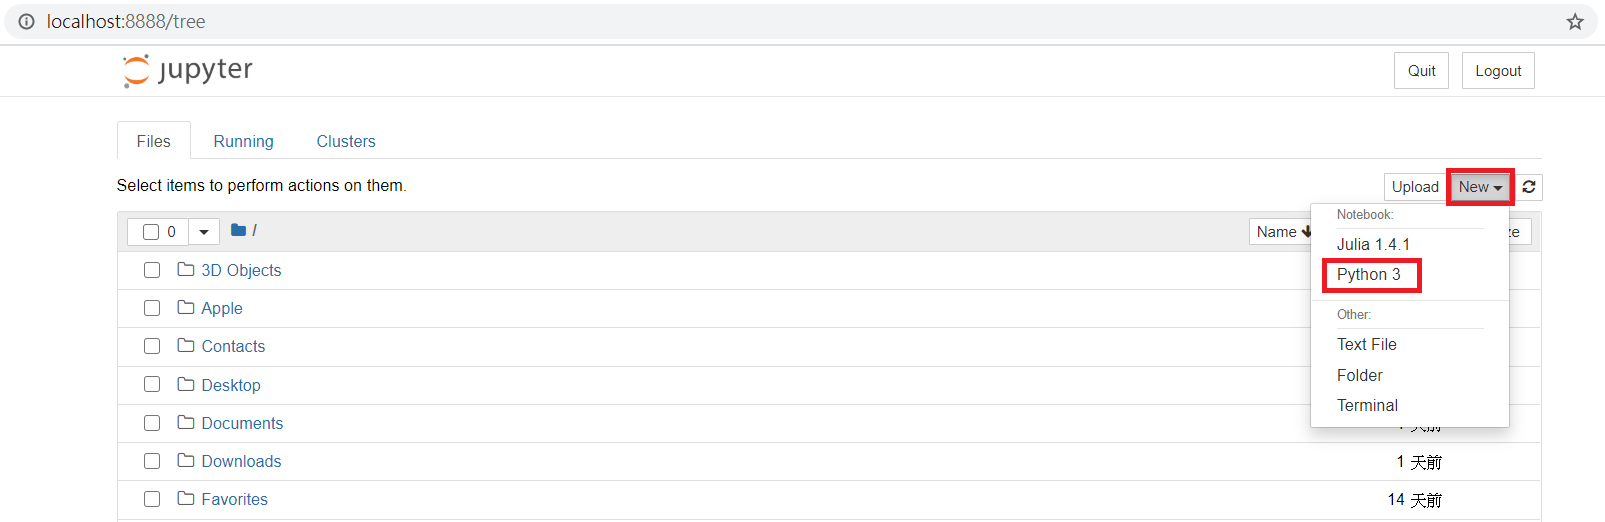 localhost:8888/tree
jupyter
Quit Logout
Files Running Clusters
Select items to perform actions on them.
Upload New
0 /
Name
Notebook:
Julia 1.4.1
Python 3
Other:
Text File
Folder
Terminal
3D Objects
Apple
Contacts
Desktop
Documents
天前
Downloads 1 天前
Favorites 14 天前